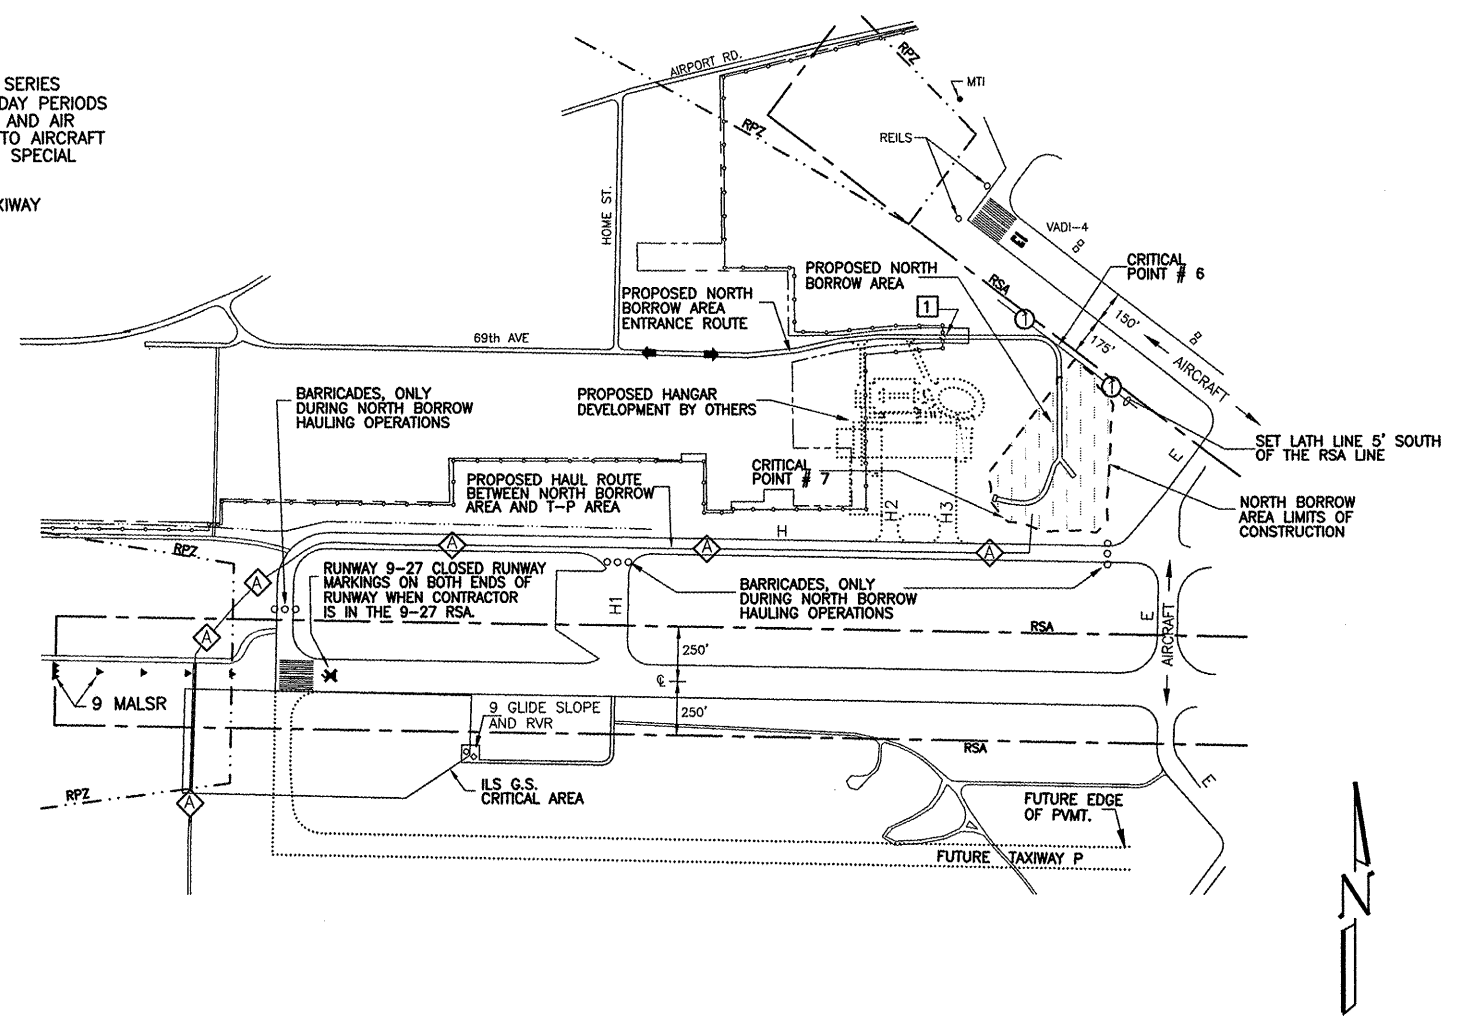 SERIES
DAY PERIODS
AND AIR
TO AIRCRAFT
SPECIAL
XIWAY
AIRPORT RD.
RPZ
MTI
RPZ
REILS
HOME ST.
VADI-4
13
CRITICAL
POINT # 6
PROPOSED NORTH
BORROW AREA
RSA
PROPOSED NORTH
BORROW AREA
ENTRANCE ROUTE
1
1
150'
175'
69th AVE
AIRCRAFT
1
BARRICADES, ONLY
DURING NORTH BORROW
HAULING OPERATIONS
PROPOSED HANGAR
DEVELOPMENT BY OTHERS
SET LATH LINE 5' SOUTH
OF THE RSA LINE
E
CRITICAL
POINT # 7
PROPOSED HAUL ROUTE
BETWEEN NORTH BORROW
AREA AND T-P AREA
NORTH BORROW
AREA LIMITS OF
CONSTRUCTION
H2
H3
H
RPZ
A
A
A
A
RUNWAY 9-27 CLOSED RUNWAY
MARKINGS ON BOTH ENDS OF
RUNWAY WHEN CONTRACTOR
IS IN THE 9-27 RSA.
BARRICADES, ONLY
DURING NORTH BORROW
HAULING OPERATIONS
H1
E
AIRCRAFT
A
RSA
250'
℄
9 MALSR
9 GLIDE SLOPE
AND RVR
250'
RSA
E
ILS G.S.
CRITICAL AREA
RPZ
A
FUTURE EDGE
OF PVMT.
FUTURE TAXIWAY P
N